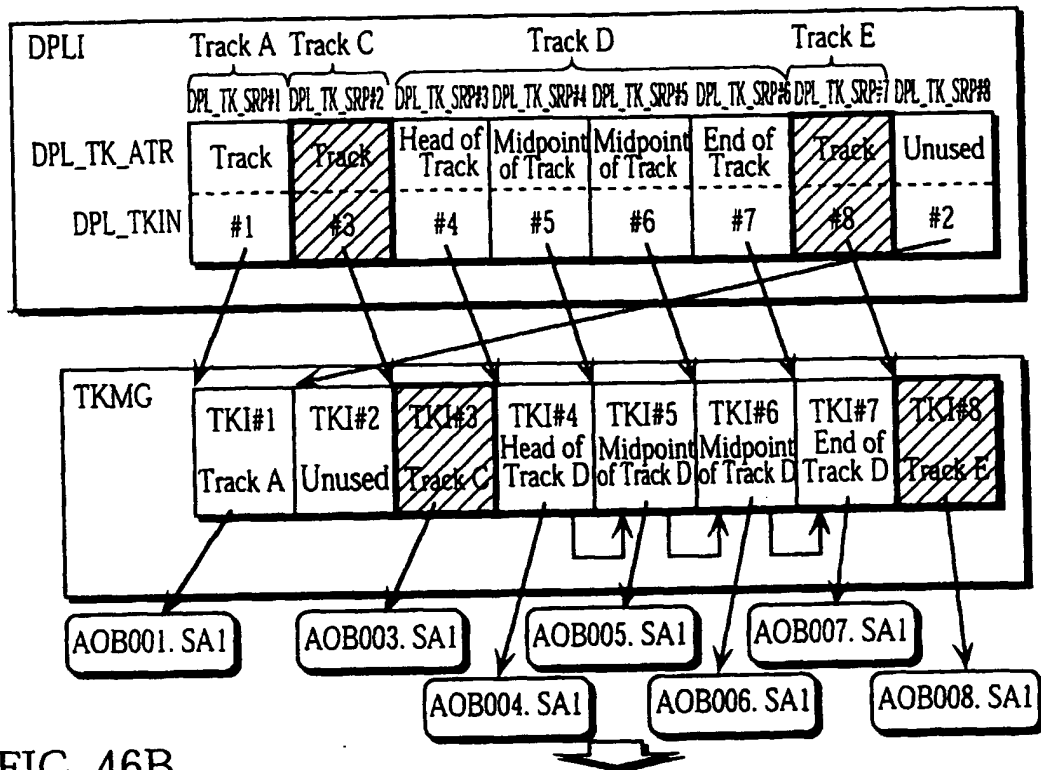 DPLI
Track A Track C Track D Track E
DPL_TK_SRP#1 DPL_TK_SRP#2 DPL_TK_SRP#3 DPL_TK_SRP#4 DPL_TK_SRP#5 DPL_TK_SRP#6 DPL_TK_SRP#7 DPL_TK_SRP#8
DPL_TK_ATR Track Track Head of Track Midpoint of Track Midpoint of Track End of Track Track Unused
DPL_TKIN #1 #3 #4 #5 #6 #7 #8 #2
TKMG
TKI#1 TKI#2 TKI#3 TKI#4 TKI#5 TKI#6 TKI#7 TKI#8
Head of Midpoint Midpoint End of
Track A Unused Track C Track D of Track D of Track D Track D Track E
AOB001. SA1 AOB003. SA1 AOB005. SA1 AOB007. SA1
AOB004. SA1 AOB006. SA1 AOB008. SA1
FIG. 46B